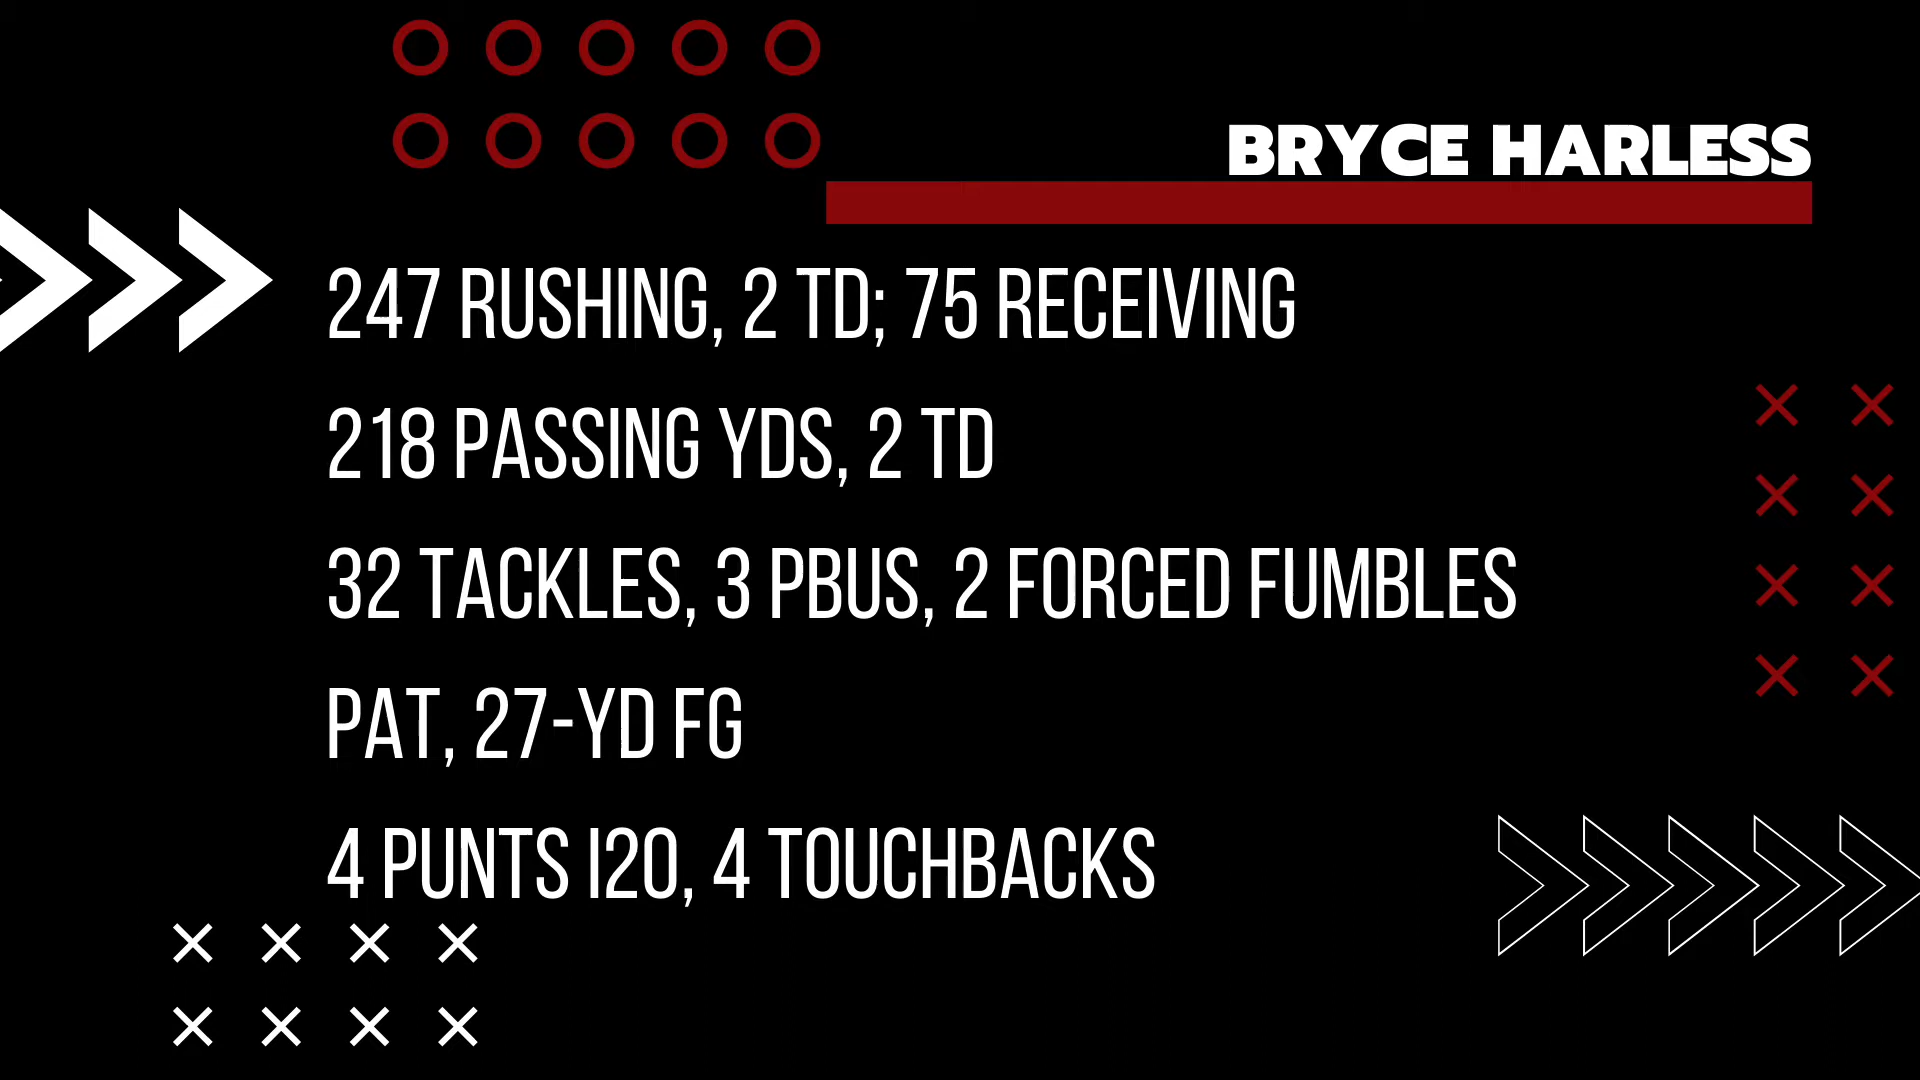 BRYCE HARLESS
247 RUSHING, 2 TD; 75 RECEIVING
218 PASSING YDS, 2 TD
32 TACKLES, 3 PBUS, 2 FORCED FUMBLES
PAT, 27-YD FG
4 PUNTS I20, 4 TOUCHBACKS